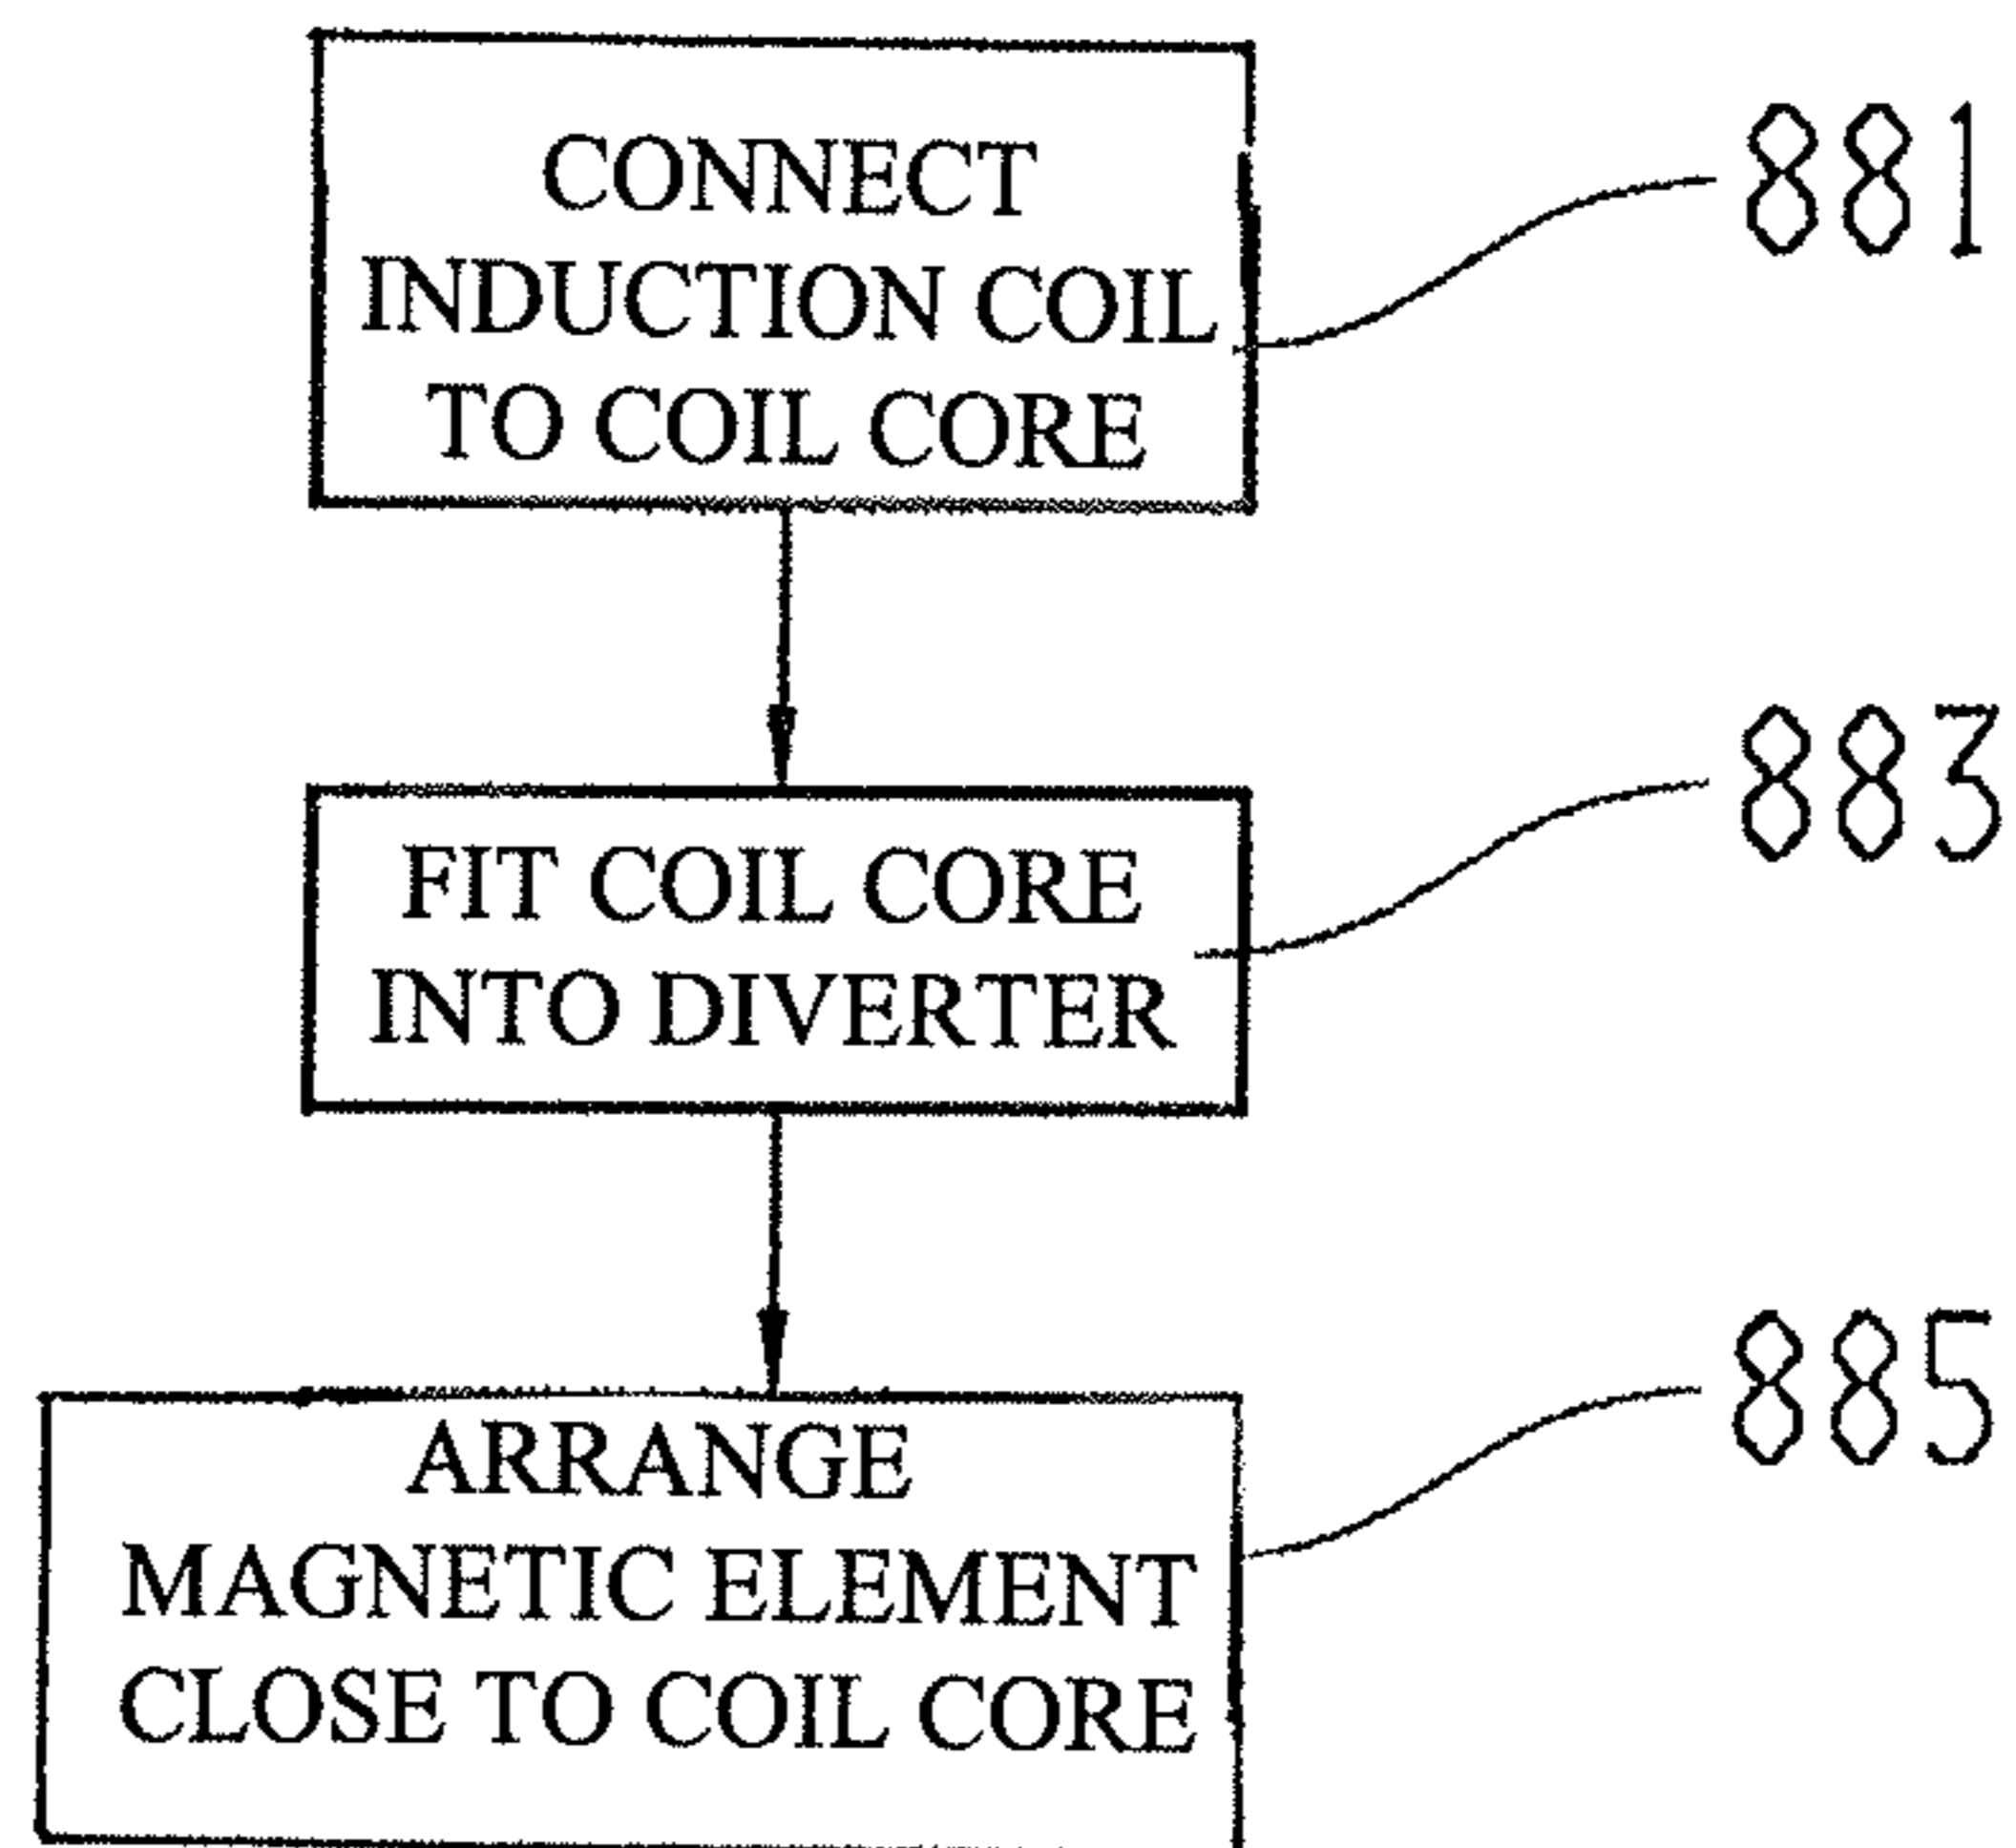 CONNECT
INDUCTION COIL
TO COIL CORE
881
FIT COIL CORE
INTO DIVERTER
883
ARRANGE
MAGNETIC ELEMENT
CLOSE TO COIL CORE
885